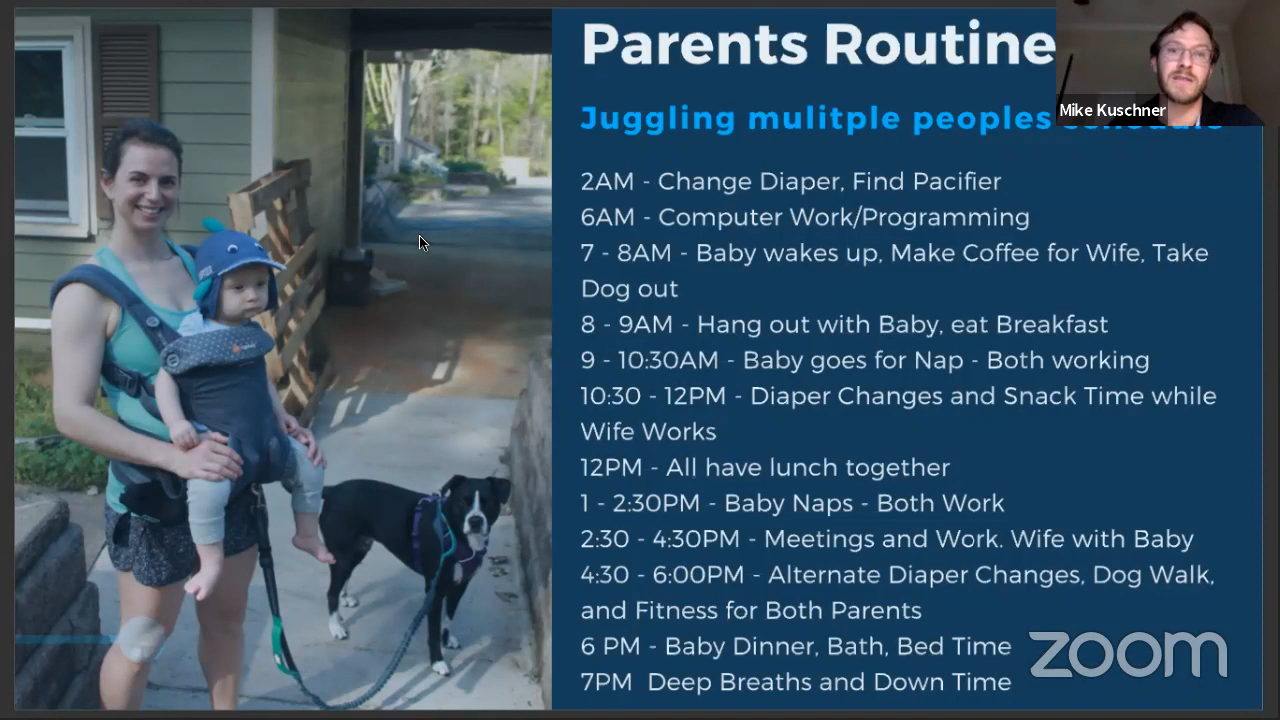 Parents Routine
Mike Kuschner
Juggling mulitple peoples
2AM - Change Diaper, Find Pacifier
6AM - Computer Work/Programming
7 - 8AM - Baby wakes up, Make Coffee for Wife, Take
Dog out
8 - 9AM - Hang out with Baby, eat Breakfast
9 - 10:30AM - Baby goes for Nap - Both working
10:30 - 12PM - Diaper Changes and Snack Time while
Wife Works
12PM - All have lunch together
1 - 2:30PM - Baby Naps - Both Work
2:30 - 4:30PM - Meetings and Work. Wife with Baby
4:30 - 6:00PM - Alternate Diaper Changes, Dog Walk,
and Fitness for Both Parents
6 PM - Baby Dinner, Bath, Bed Time
7PM  Deep Breaths and Down Time
zoom